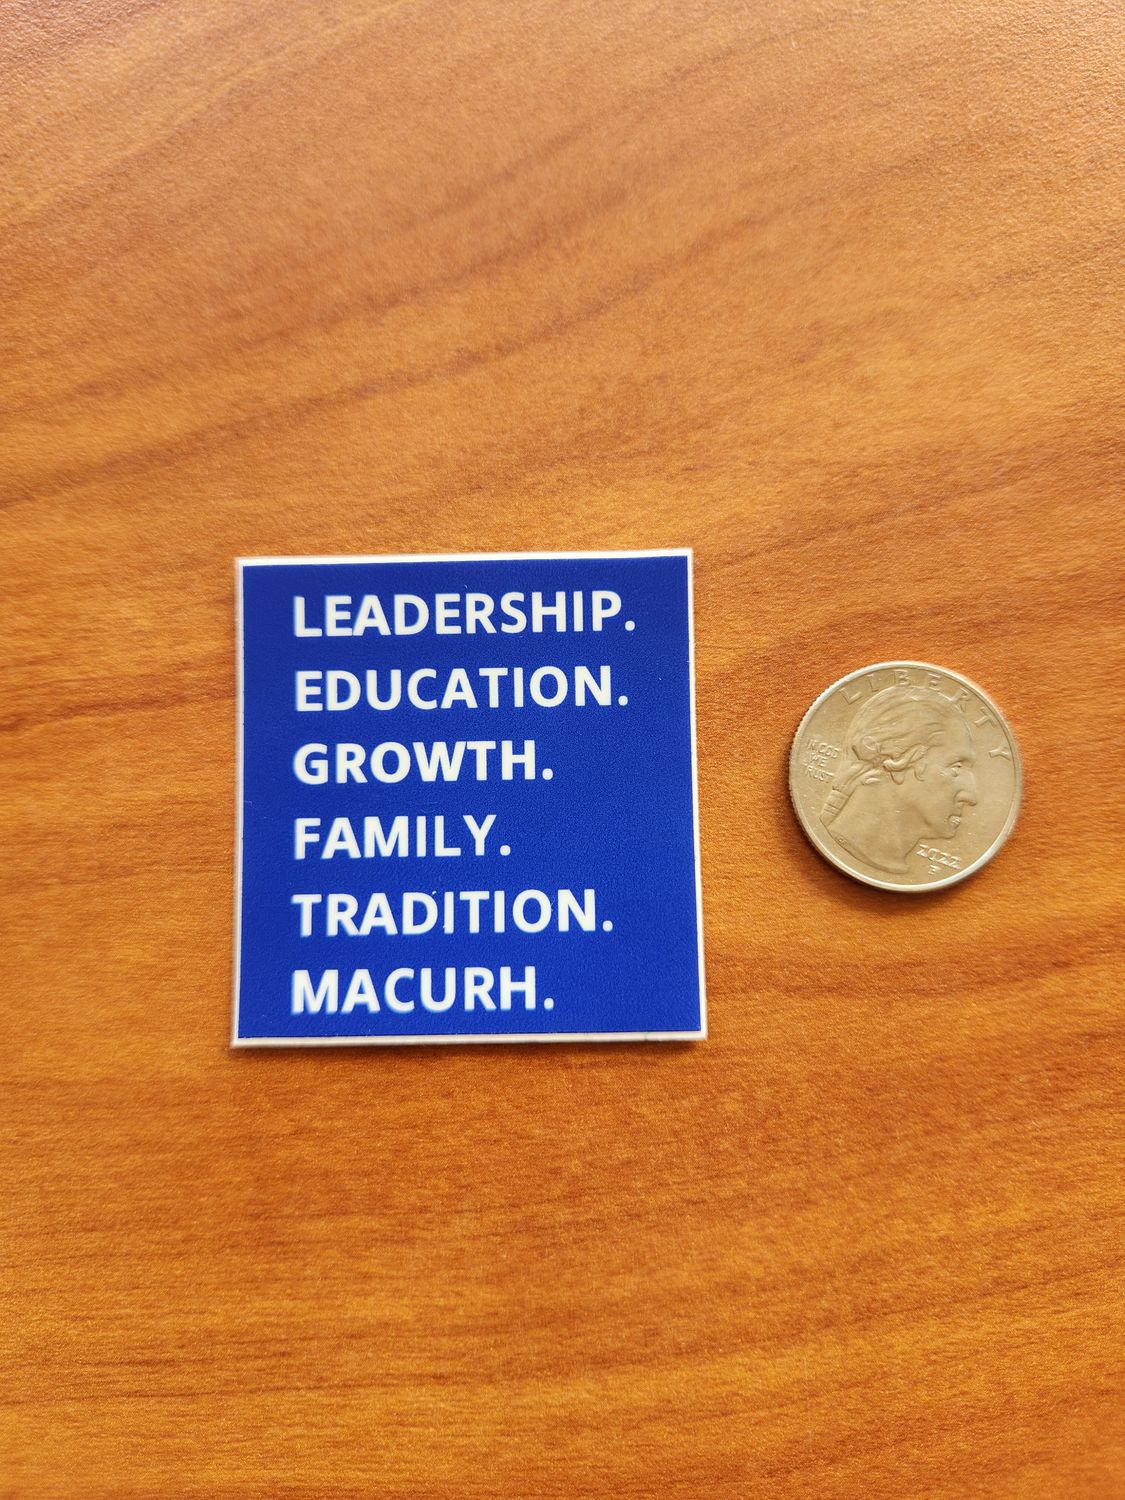 LEADERSHIP.
EDUCATION.
GROWTH.
FAMILY.
TRADITION.
MACURH.
LIBERTY
IN GOD
WE
TRUST
2022
P